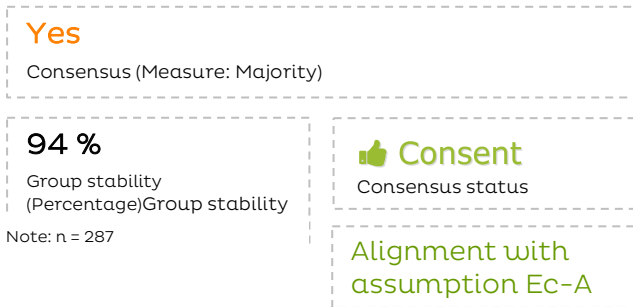 Yes
Consensus (Measure: Majority)
94 %
Group stability
(Percentage)Group stability
Note: n = 287
Consent
Consensus status
Alignment with
assumption Ec-A